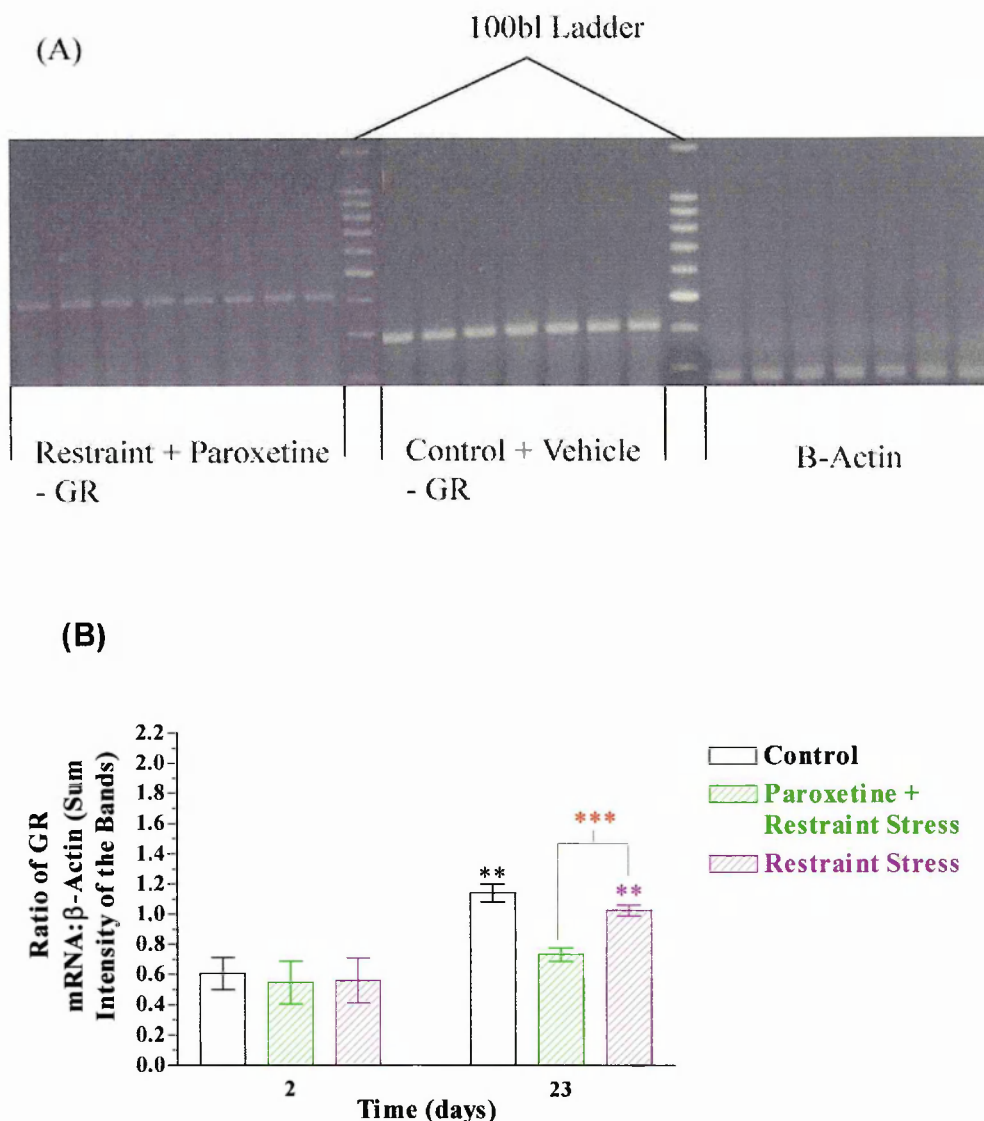 (A)
100bl Ladder
Restraint + Paroxetine
- GR
Control + Vehicle
- GR
B-Actin
(B)
Ratio of GR
mRNA:β-Actin (Sum
Intensity of the Bands)
2.2
2.0
1.8
1.6
1.4
1.2
1.0
0.8
0.6
0.4
0.2
0.0
**
***
**
2
23
Time (days)
Control
Paroxetine +
Restraint Stress
Restraint Stress